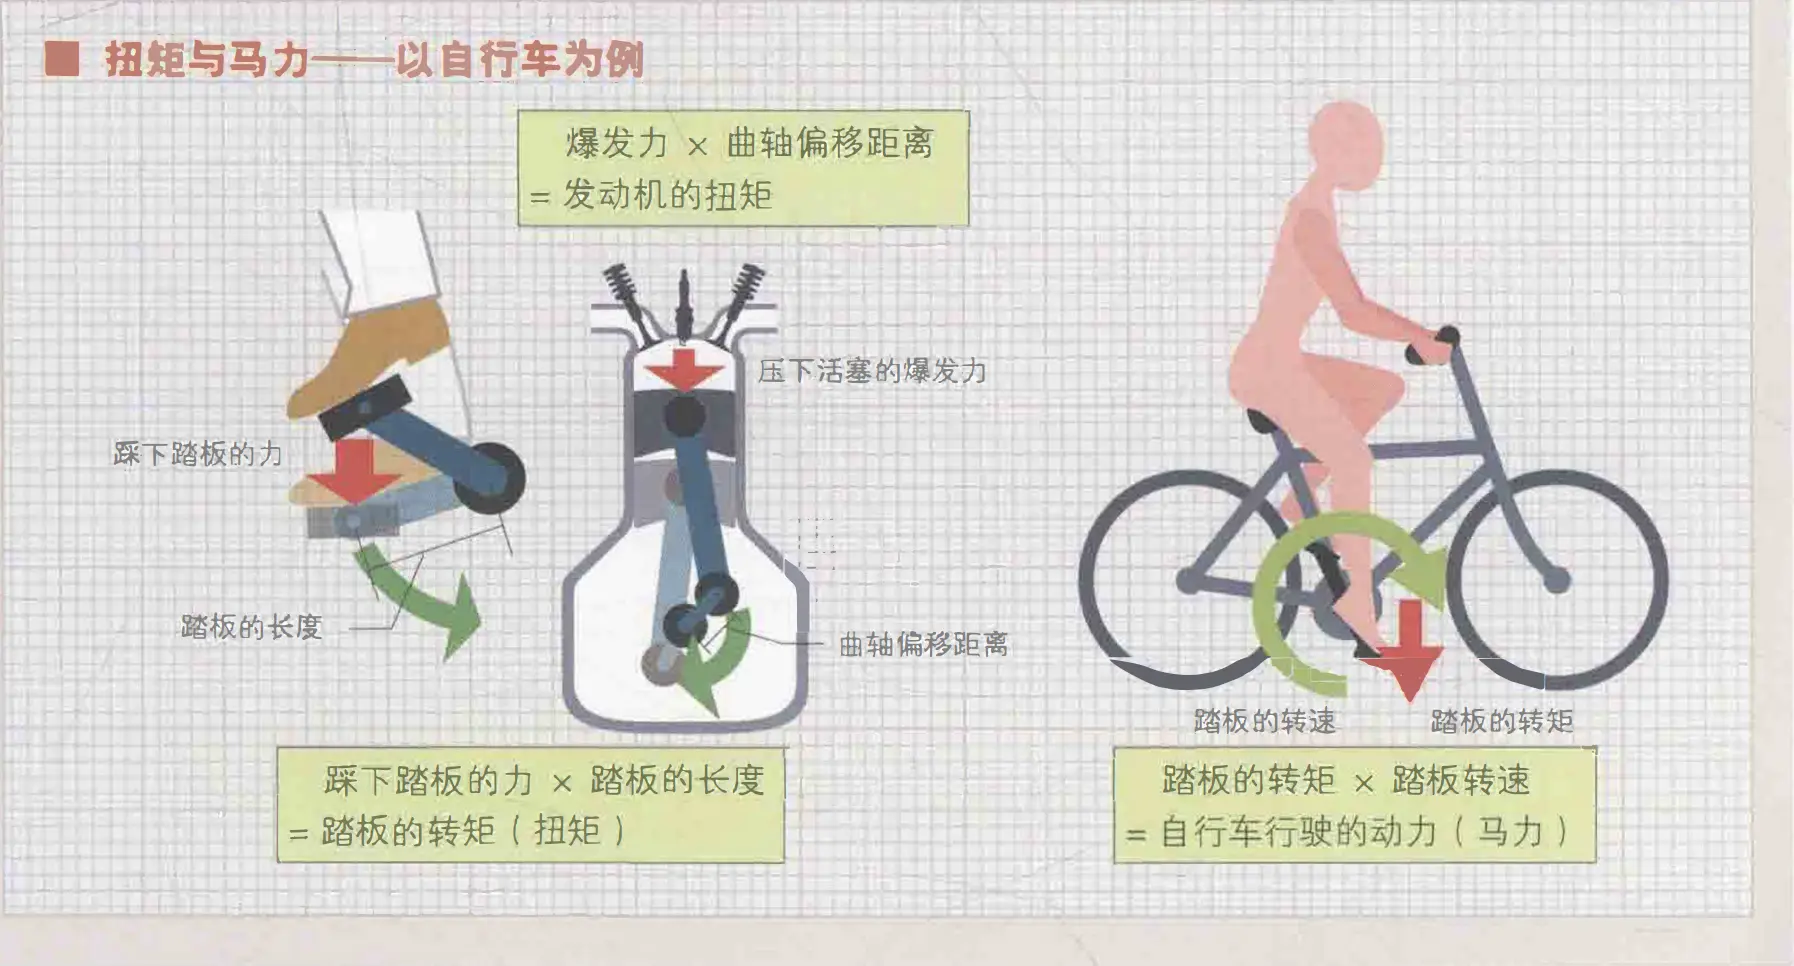 扭矩与马力——以自行车为例
爆发力 × 曲轴偏移距离
= 发动机的扭矩
压下活塞的爆发力
踩下踏板的力
踏板的长度
曲轴偏移距离
踏板的转速
踏板的转矩
踩下踏板的力 × 踏板的长度
= 踏板的转矩（扭矩）
踏板的转矩 × 踏板转速
= 自行车行驶的动力（马力）